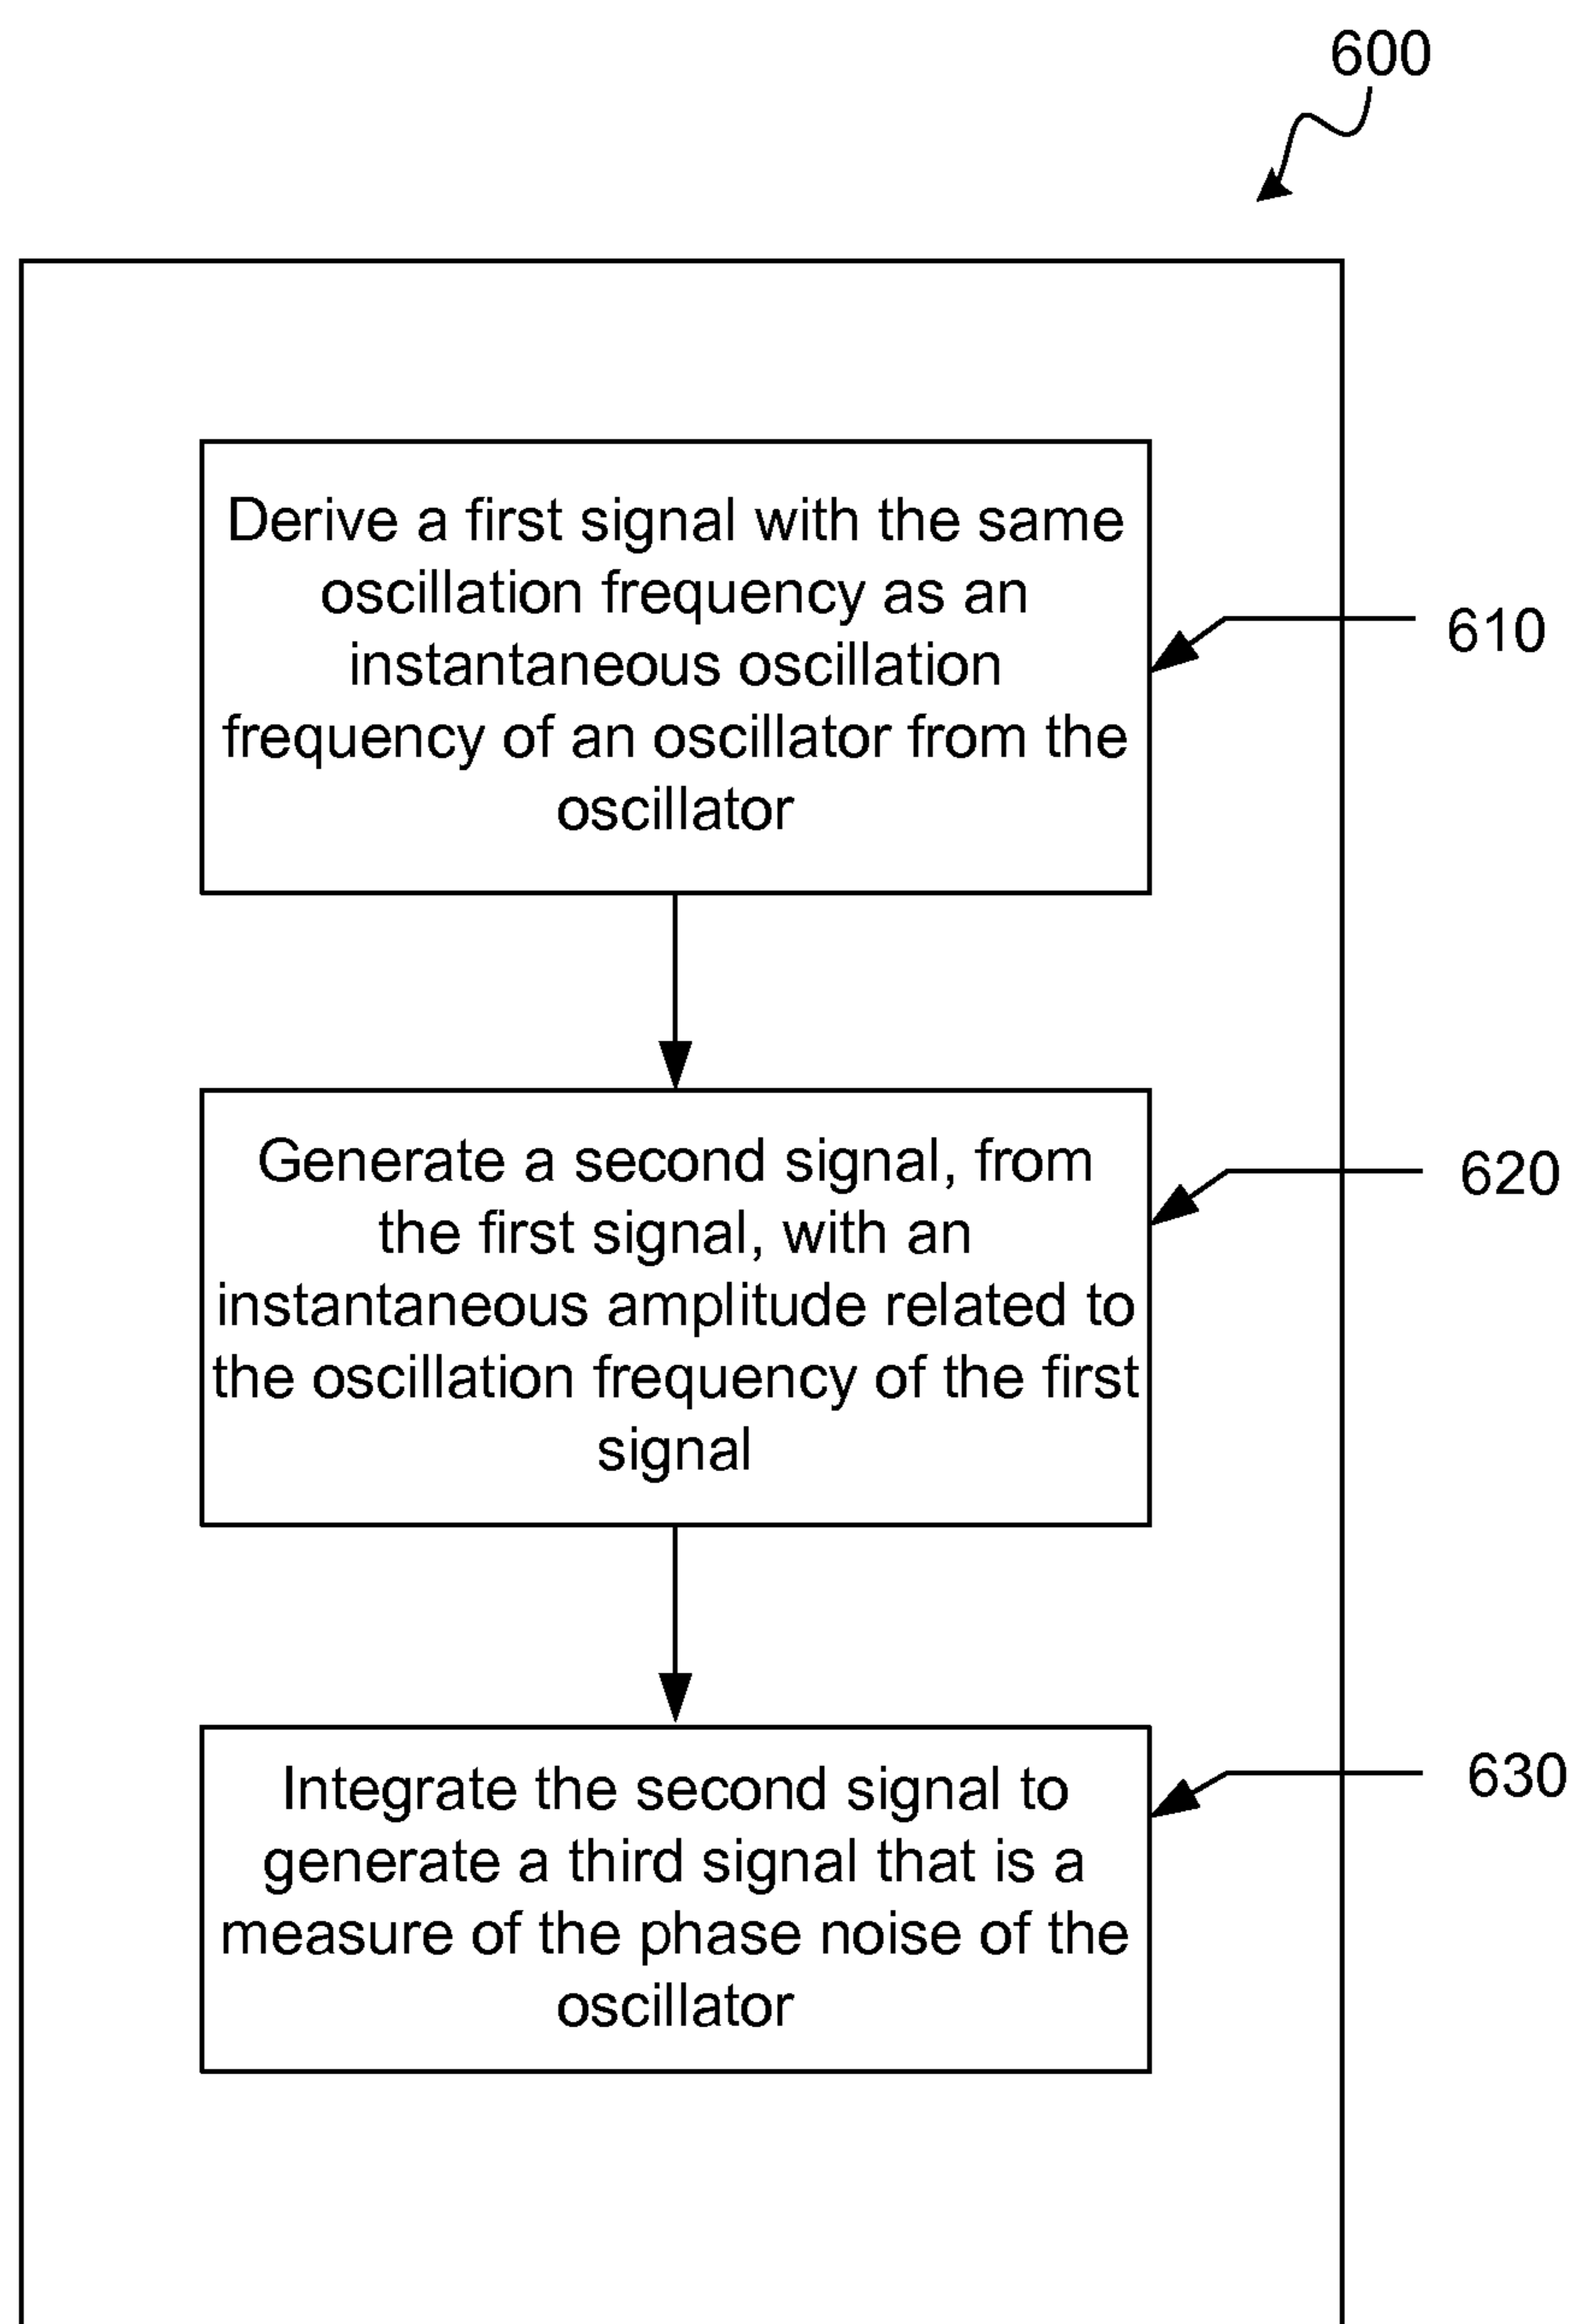 600
Derive a first signal with the same
oscillation frequency as an
instantaneous oscillation
frequency of an oscillator from the
oscillator
610
Generate a second signal, from
the first signal, with an
instantaneous amplitude related to
the oscillation frequency of the first
signal
620
Integrate the second signal to
generate a third signal that is a
measure of the phase noise of the
oscillator
630